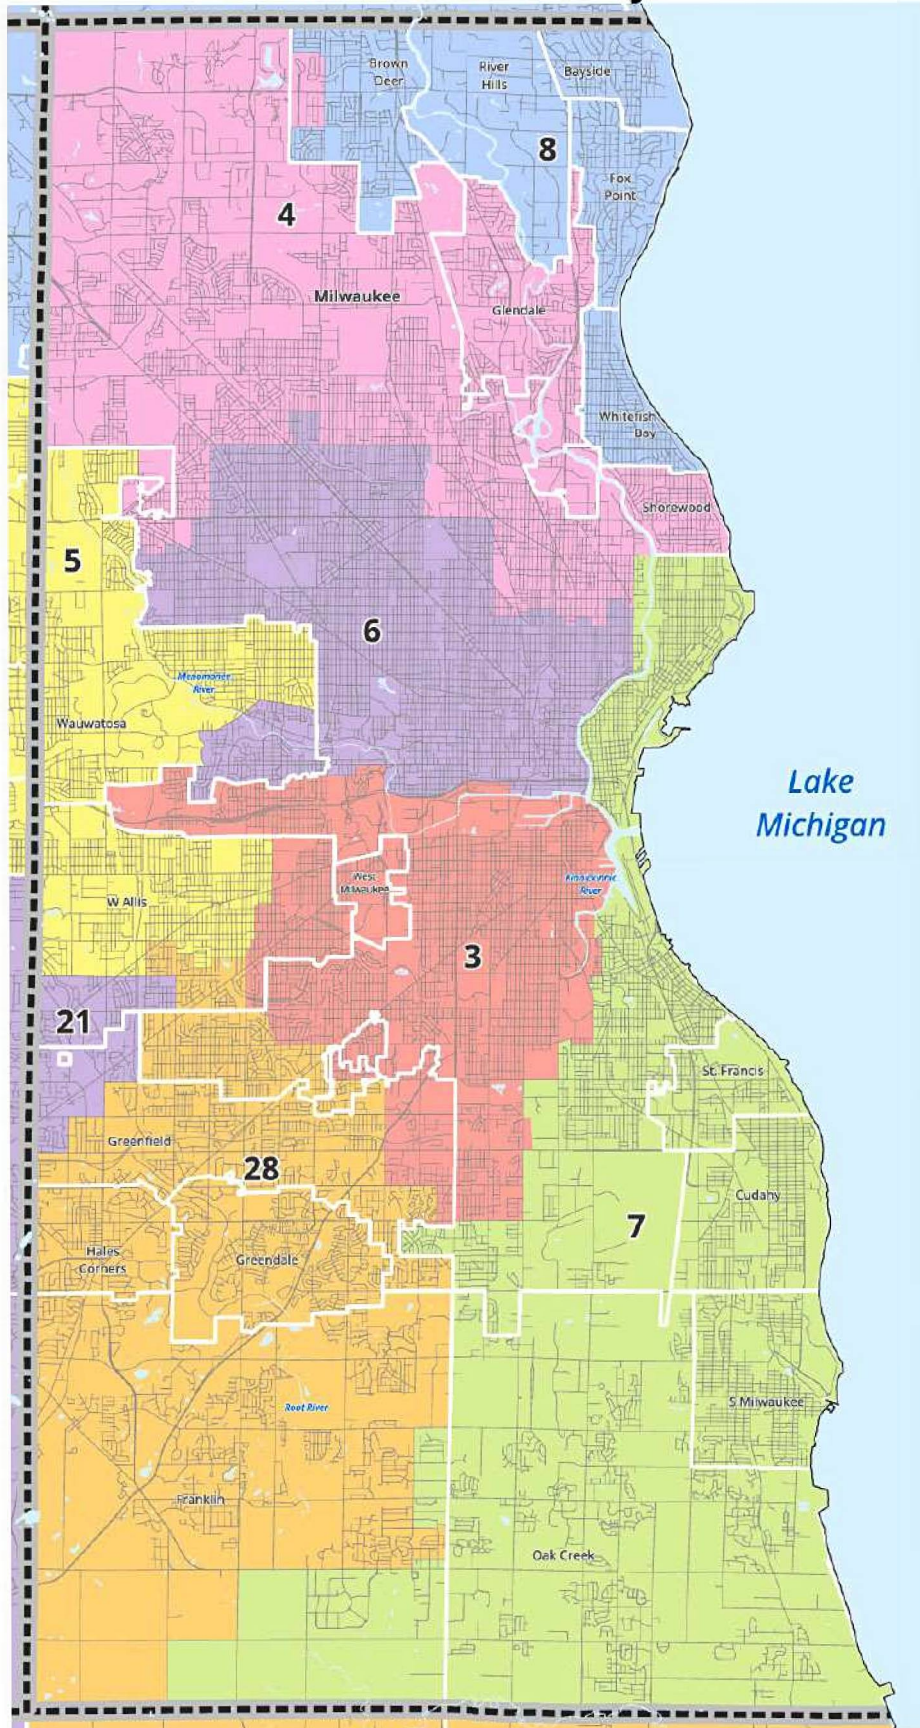 Brown
Deer
River
Hills
Bayside
8
Fox
Point
4
Milwaukee
Glendale
Whitefish
Bay
Shorewood
5
6
Menomonee
River
Wauwatosa
Lake
Michigan
West
Milwaukee
Kinnickinnic
River
W Allis
3
21
St. Francis
Greenfield
28
Cudahy
7
Hales
Corners
Greendale
S Milwaukee
Root River
Franklin
Oak Creek